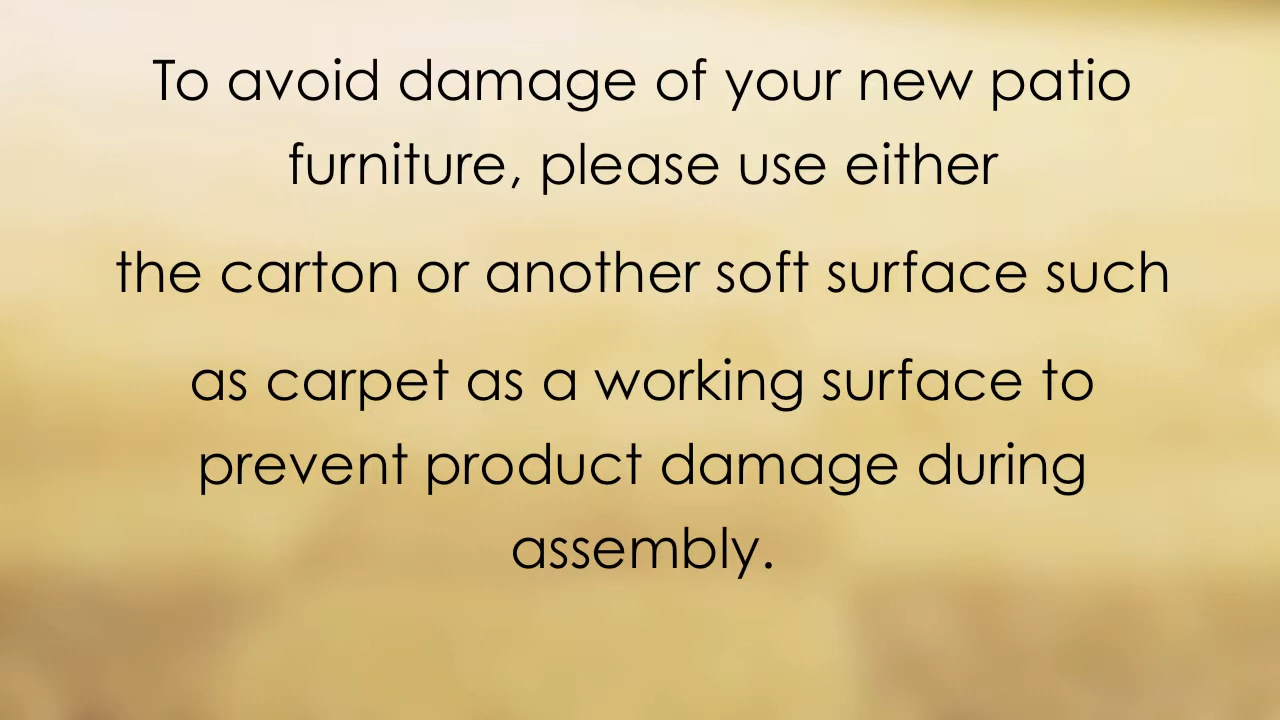 To avoid damage of your new patio
furniture, please use either
the carton or another soft surface such
as carpet as a working surface to
prevent product damage during
assembly.